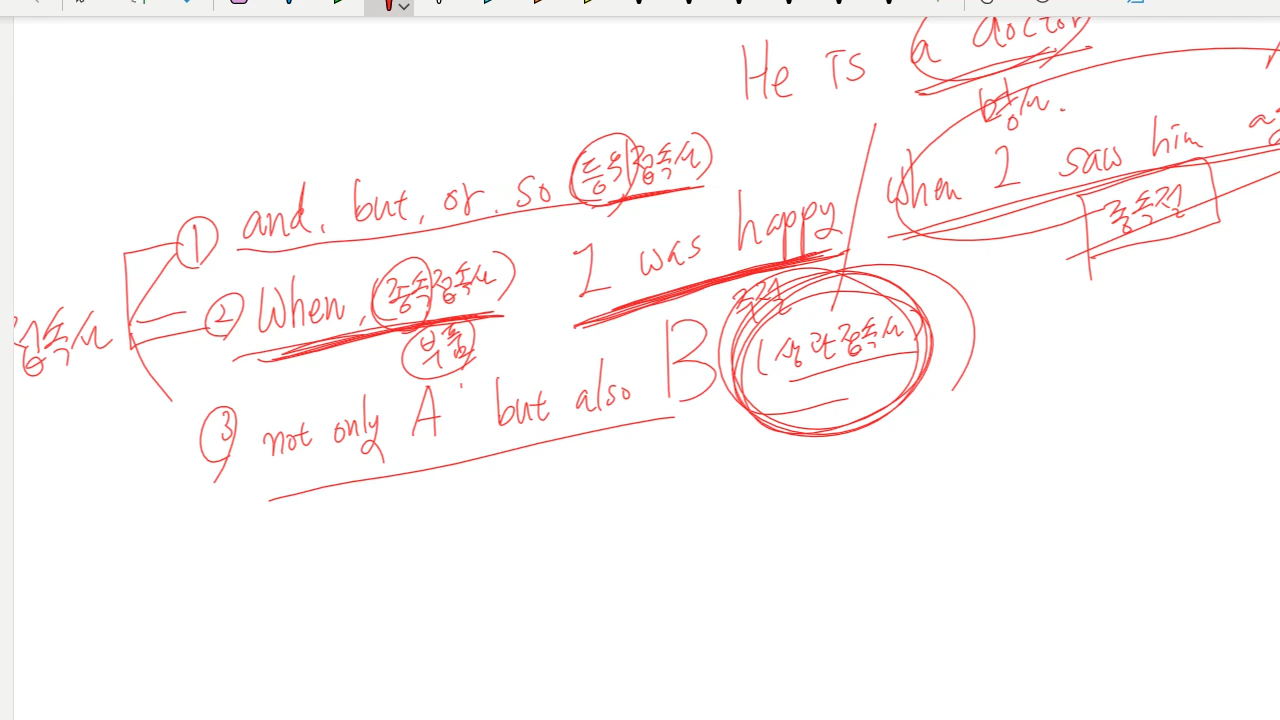 He is a doctor
명사.
① and, but, or, so (등위접속사)
when I saw him
종속절
② When, (종속접속사)
부품
I was happy
주절
접속사
③ not only A but also B (상관접속사)